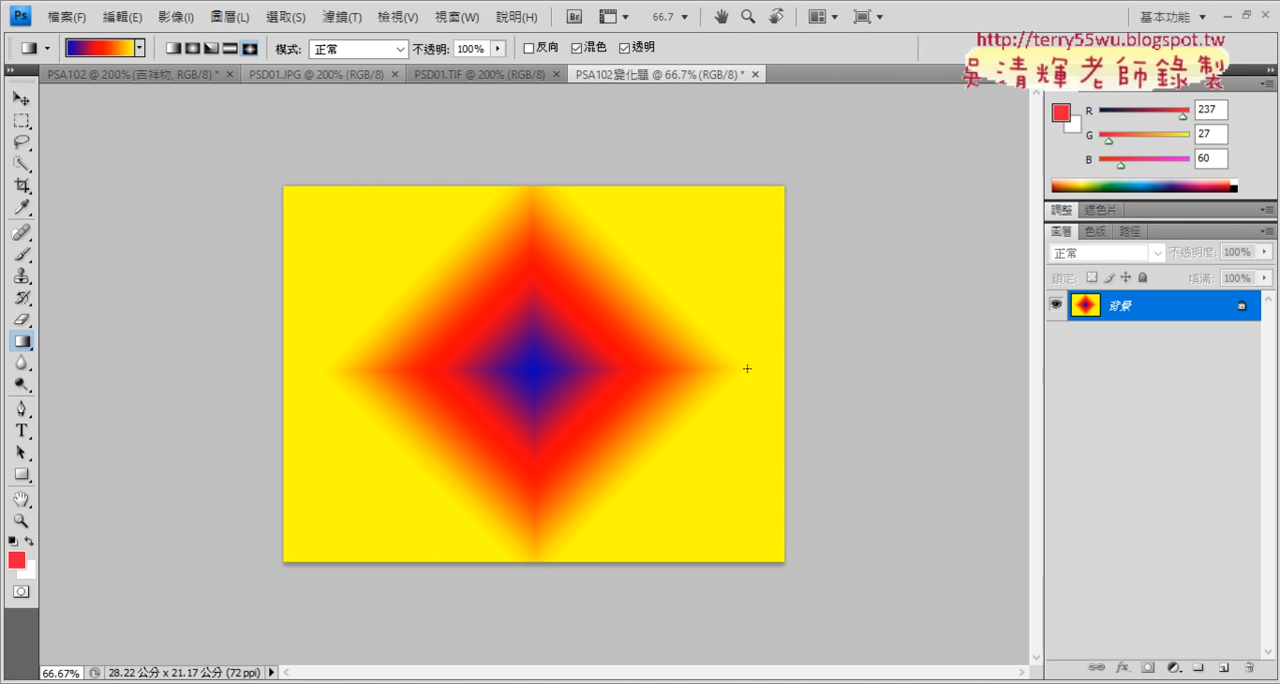 Ps 檔案(F) 編輯(E) 影像(I) 圖層(L) 選取(S) 濾鏡(T) 檢視(V) 視窗(W) 說明(H) Br 66.7 基本功能
模式: 正常 不透明: 100% 反向 混色 透明
http://terry55wu.blogspot.tw
吳清輝老師錄製
PSA102 @ 200% (吉祥物, RGB/8) * × PSD01.JPG @ 200% (RGB/8) × PSD01.TIF @ 200% (RGB/8) × PSA102變化題 @ 66.7% (RGB/8) * ×
R 237
G 27
B 60
調整 遮色片
圖層 色版 路徑
正常 不透明度: 100%
鎖定: 填滿: 100%
背景
T
66.67% 28.22 公分 x 21.17 公分 (72 ppi)
fx